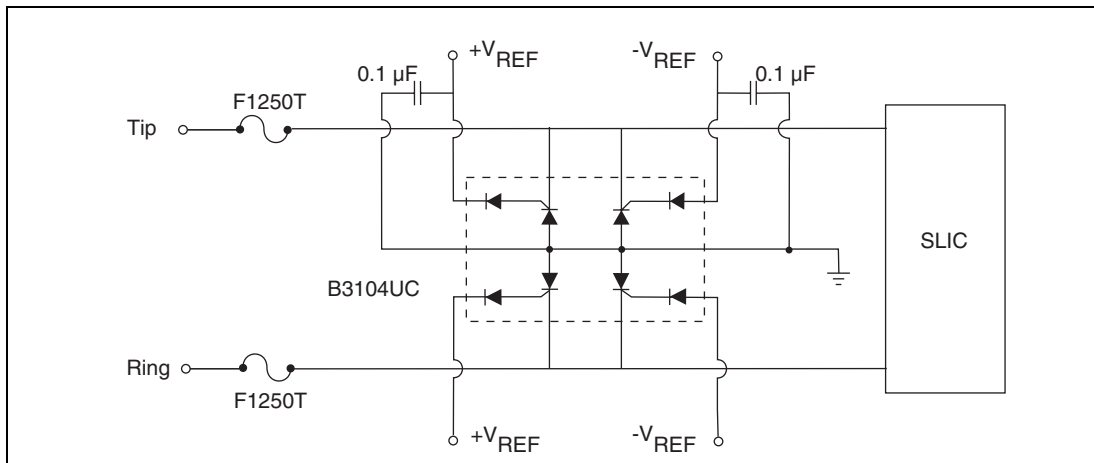 +VREF
-VREF
0.1 µF
0.1 µF
F1250T
Tip
SLIC
B3104UC
Ring
F1250T
+VREF
-VREF